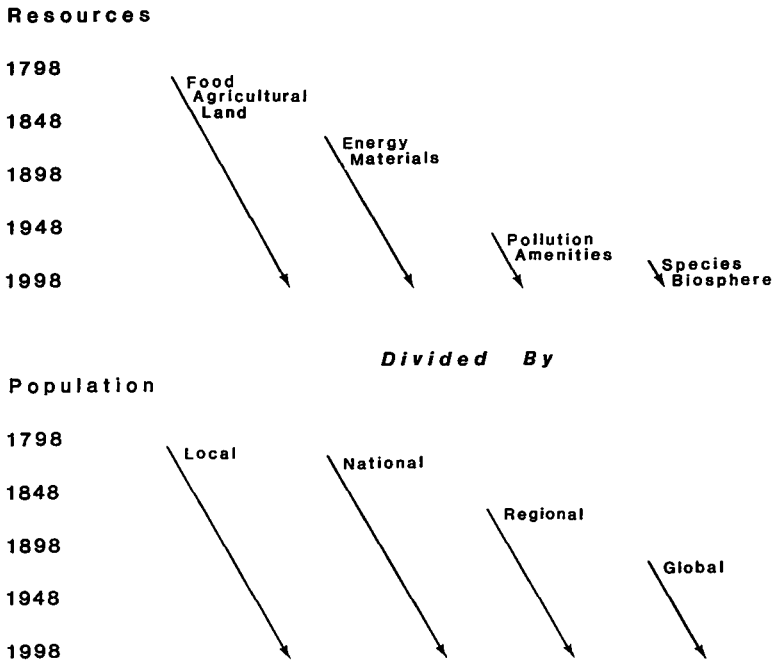 Resources
1798
Food
Agricultural
Land
1848
Energy
Materials
1898
1948
Pollution
Amenities
Species
Biosphere
1998
Divided By
Population
1798
Local
National
1848
Regional
1898
Global
1948
1998